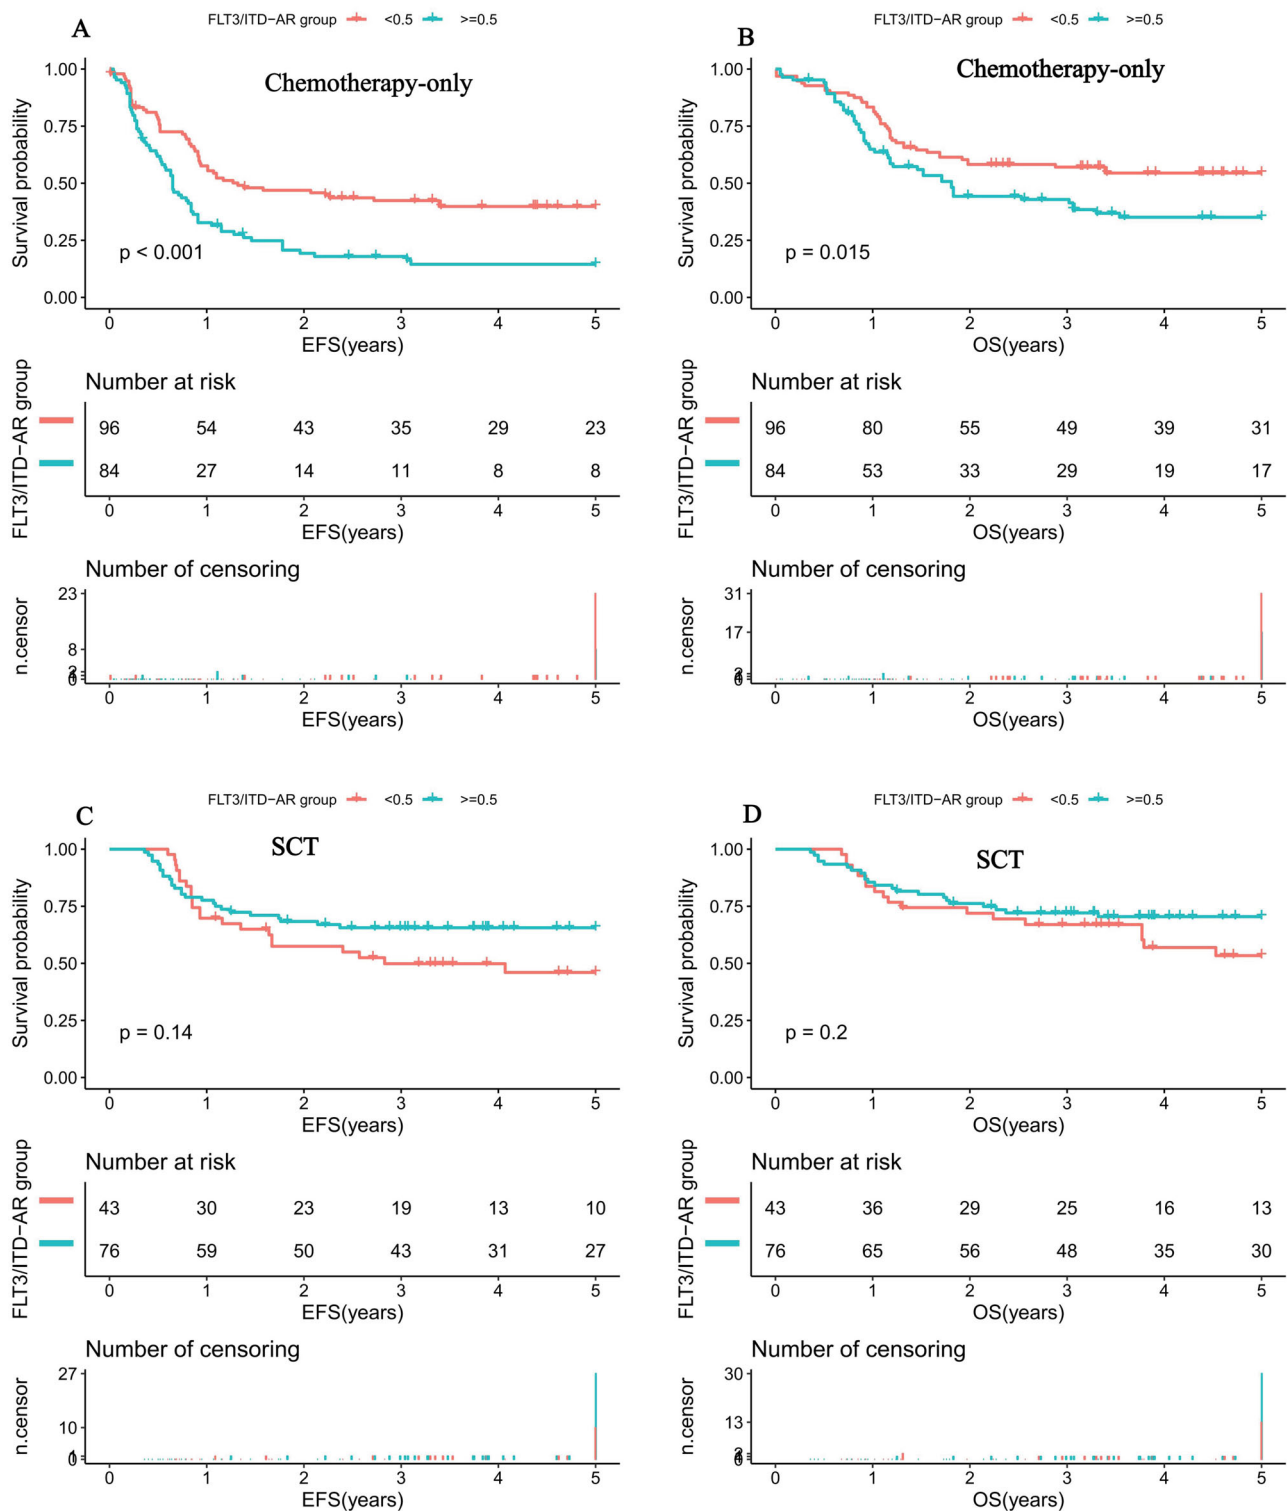 A
FLT3/ITD−AR group <0.5 >=0.5
Chemotherapy-only
Survival probability
1.00
0.75
0.50
0.25
0.00
p < 0.001
0 1 2 3 4 5
EFS(years)
Number at risk
FLT3/ITD−AR group
96 54 43 35 29 23
84 27 14 11 8 8
0 1 2 3 4 5
EFS(years)
Number of censoring
n.censor
23
8
0
0 1 2 3 4 5
EFS(years)
B
FLT3/ITD−AR group <0.5 >=0.5
Chemotherapy-only
Survival probability
1.00
0.75
0.50
0.25
0.00
p = 0.015
0 1 2 3 4 5
OS(years)
Number at risk
FLT3/ITD−AR group
96 80 55 49 39 31
84 53 33 29 19 17
0 1 2 3 4 5
OS(years)
Number of censoring
n.censor
31
17
0
0 1 2 3 4 5
OS(years)
C
FLT3/ITD−AR group <0.5 >=0.5
SCT
Survival probability
1.00
0.75
0.50
0.25
0.00
p = 0.14
0 1 2 3 4 5
EFS(years)
Number at risk
FLT3/ITD−AR group
43 30 23 19 13 10
76 59 50 43 31 27
0 1 2 3 4 5
EFS(years)
Number of censoring
n.censor
27
10
1
0
0 1 2 3 4 5
EFS(years)
D
FLT3/ITD−AR group <0.5 >=0.5
SCT
Survival probability
1.00
0.75
0.50
0.25
0.00
p = 0.2
0 1 2 3 4 5
OS(years)
Number at risk
FLT3/ITD−AR group
43 36 29 25 16 13
76 65 56 48 35 30
0 1 2 3 4 5
OS(years)
Number of censoring
n.censor
30
13
0
0 1 2 3 4 5
OS(years)